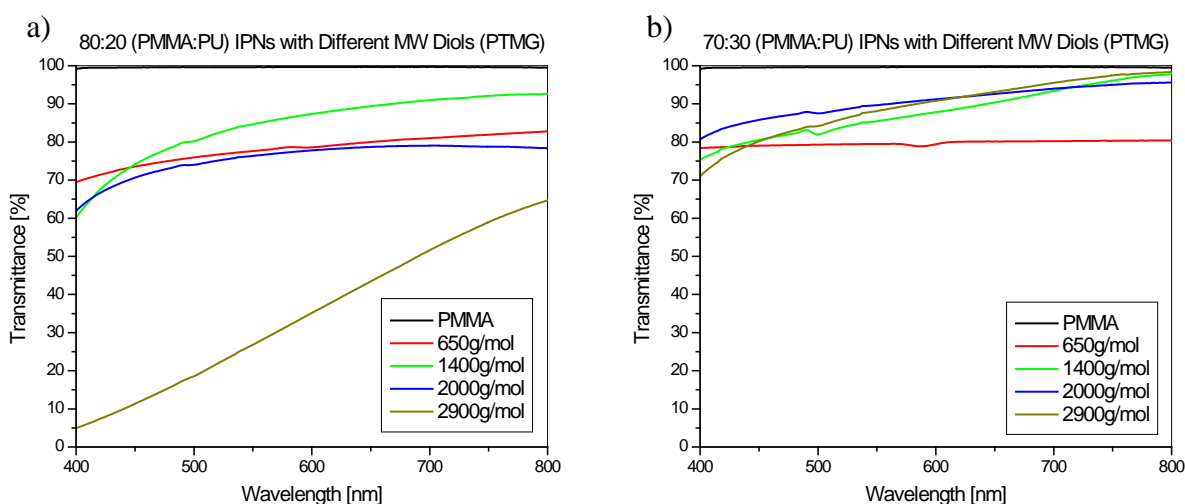 a)
80:20 (PMMA:PU) IPNs with Different MW Diols (PTMG)
100
90
80
70
60
50
40
30
20
10
0
Transmittance [%]
PMMA
650g/mol
1400g/mol
2000g/mol
2900g/mol
400 500 600 700 800
Wavelength [nm]
b)
70:30 (PMMA:PU) IPNs with Different MW Diols (PTMG)
100
90
80
70
60
50
40
30
20
10
0
Transmittance [%]
PMMA
650g/mol
1400g/mol
2000g/mol
2900g/mol
400 500 600 700 800
Wavelength [nm]